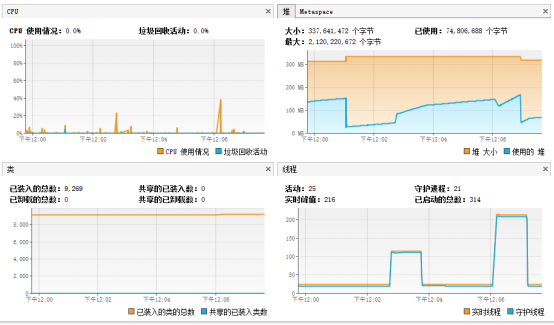 CPU
CPU 使用情况: 0.0%
垃圾回收活动: 0.0%
100%
80%
60%
40%
20%
0%
下午12:00
下午12:02
下午12:04
下午12:06
CPU 使用情况
垃圾回收活动
堆
Metaspace
大小: 337,641,472 个字节
已使用: 74,806,688 个字节
最大: 2,120,220,672 个字节
300 MB
200 MB
100 MB
0 MB
下午12:00
下午12:02
下午12:04
下午12:06
堆 大小
使用的 堆
类
已装入的总数: 9,269
共享的已装入数: 0
已卸载的总数: 0
共享的已卸载数: 0
8,000
6,000
4,000
2,000
0
下午12:00
下午12:02
下午12:04
下午12:06
已装入的类的总数
共享的已装入类数
线程
活动: 25
守护进程: 21
实时峰值: 216
已启动的总数: 314
200
150
100
50
0
下午12:00
下午12:02
下午12:04
下午12:06
实时线程
守护线程